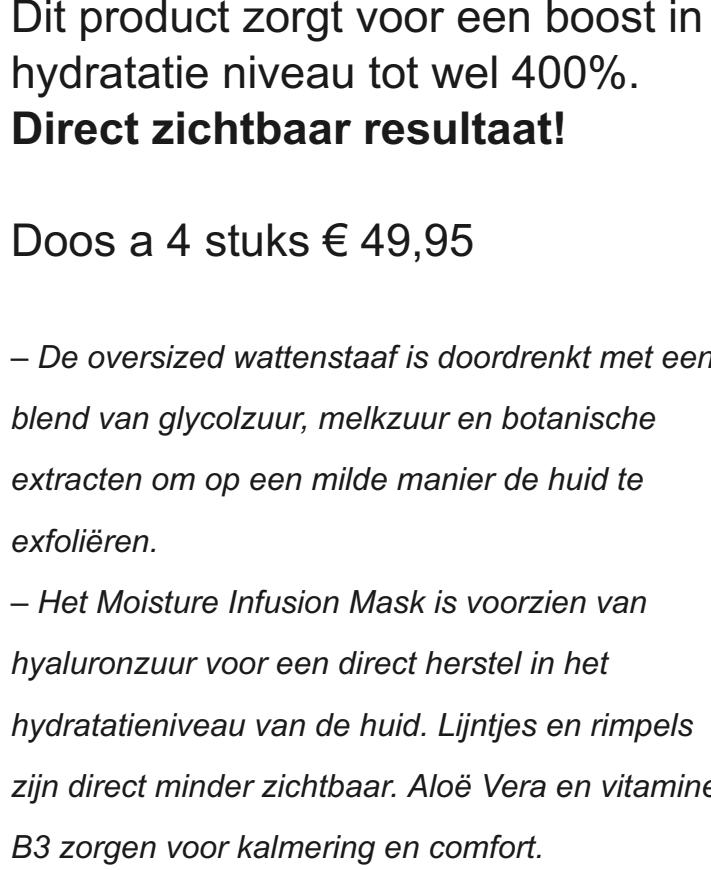 Dit product zorgt voor een boost in
hydratatie niveau tot wel 400%.
Direct zichtbaar resultaat!
Doos a 4 stuks € 49,95
– De oversized wattenstaaf is doordrenkt met een
blend van glycolzuur, melkzuur en botanische
extracten om op een milde manier de huid te
exfoliëren.
– Het Moisture Infusion Mask is voorzien van
hyaluronzuur voor een direct herstel in het
hydratatieniveau van de huid. Lijntjes en rimpels
zijn direct minder zichtbaar. Aloë Vera en vitamine
B3 zorgen voor kalmering en comfort.